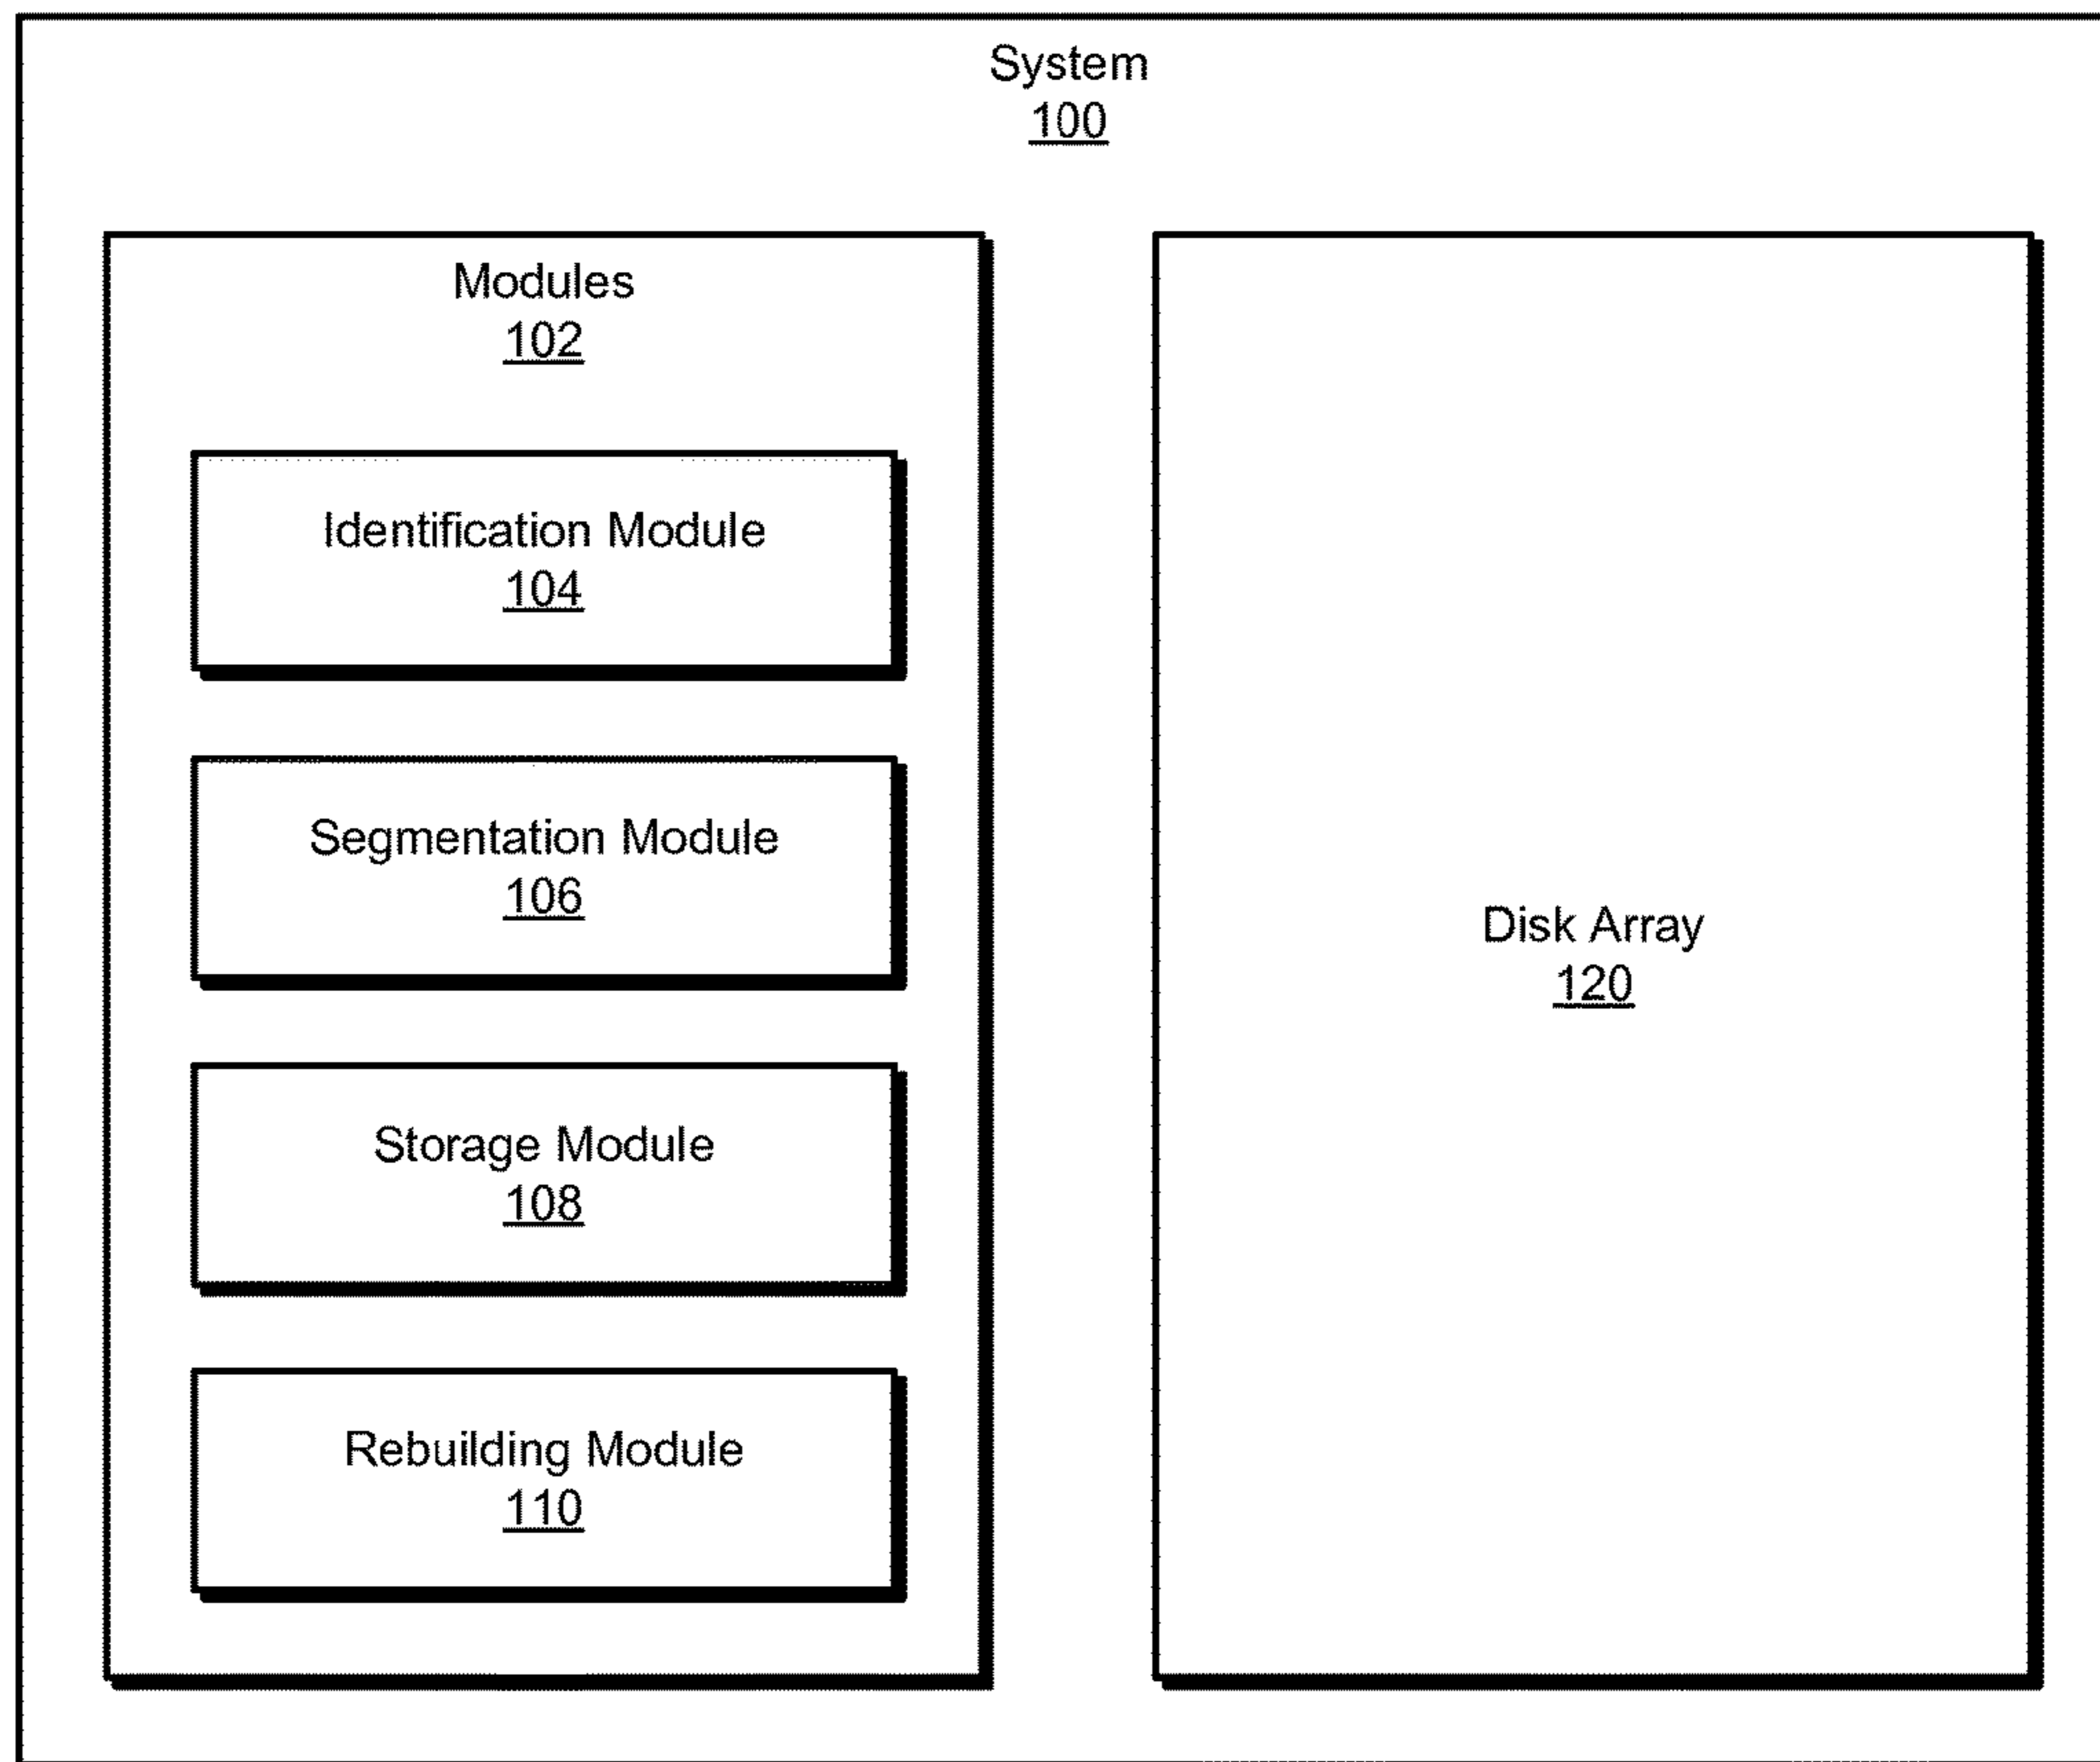 System
100
Modules
102
Identification Module
104
Segmentation Module
106
Storage Module
108
Rebuilding Module
110
Disk Array
120